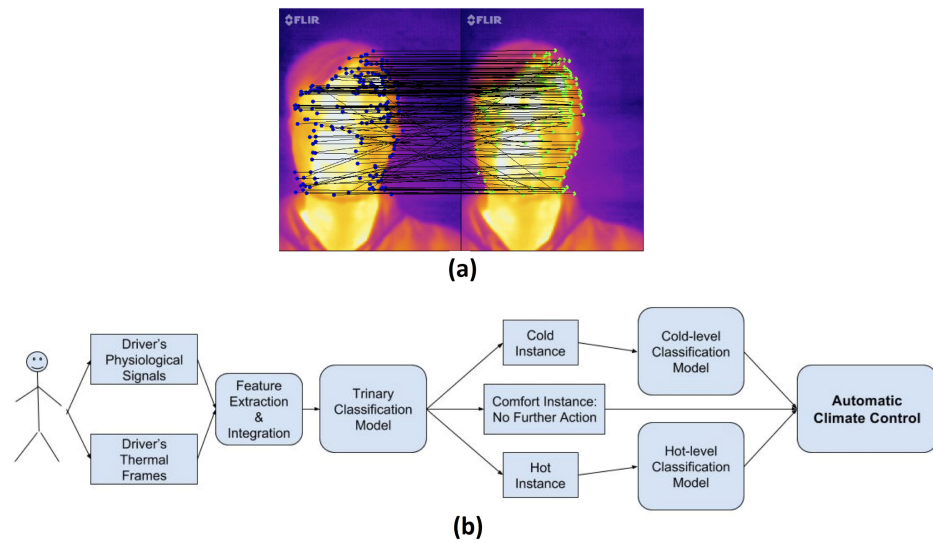 FLIR
FLIR
(a)
Driver's
Physiological
Signals
Driver's
Thermal
Frames
Feature
Extraction
&
Integration
Trinary
Classification
Model
Cold
Instance
Comfort Instance:
No Further Action
Hot
Instance
Cold-level
Classification
Model
Hot-level
Classification
Model
Automatic
Climate Control
(b)